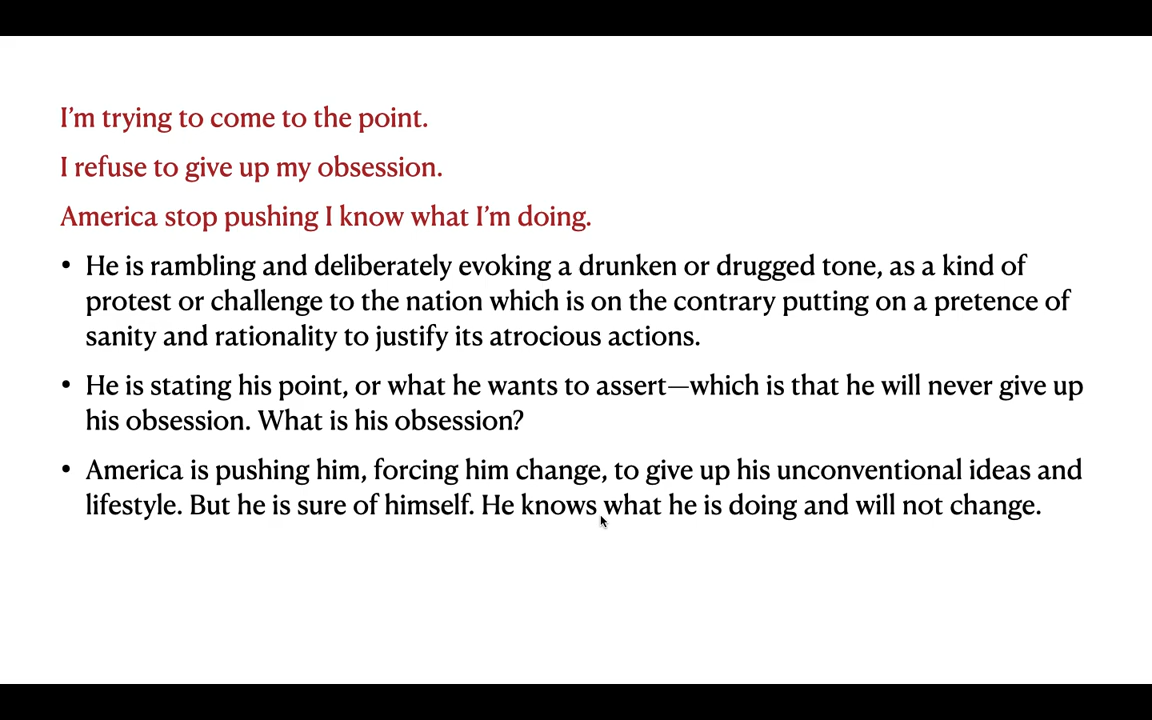 I’m trying to come to the point.
I refuse to give up my obsession.
America stop pushing I know what I’m doing.
• He is rambling and deliberately evoking a drunken or drugged tone, as a kind of
protest or challenge to the nation which is on the contrary putting on a pretence of
sanity and rationality to justify its atrocious actions.
• He is stating his point, or what he wants to assert—which is that he will never give up
his obsession. What is his obsession?
• America is pushing him, forcing him change, to give up his unconventional ideas and
lifestyle. But he is sure of himself. He knows what he is doing and will not change.